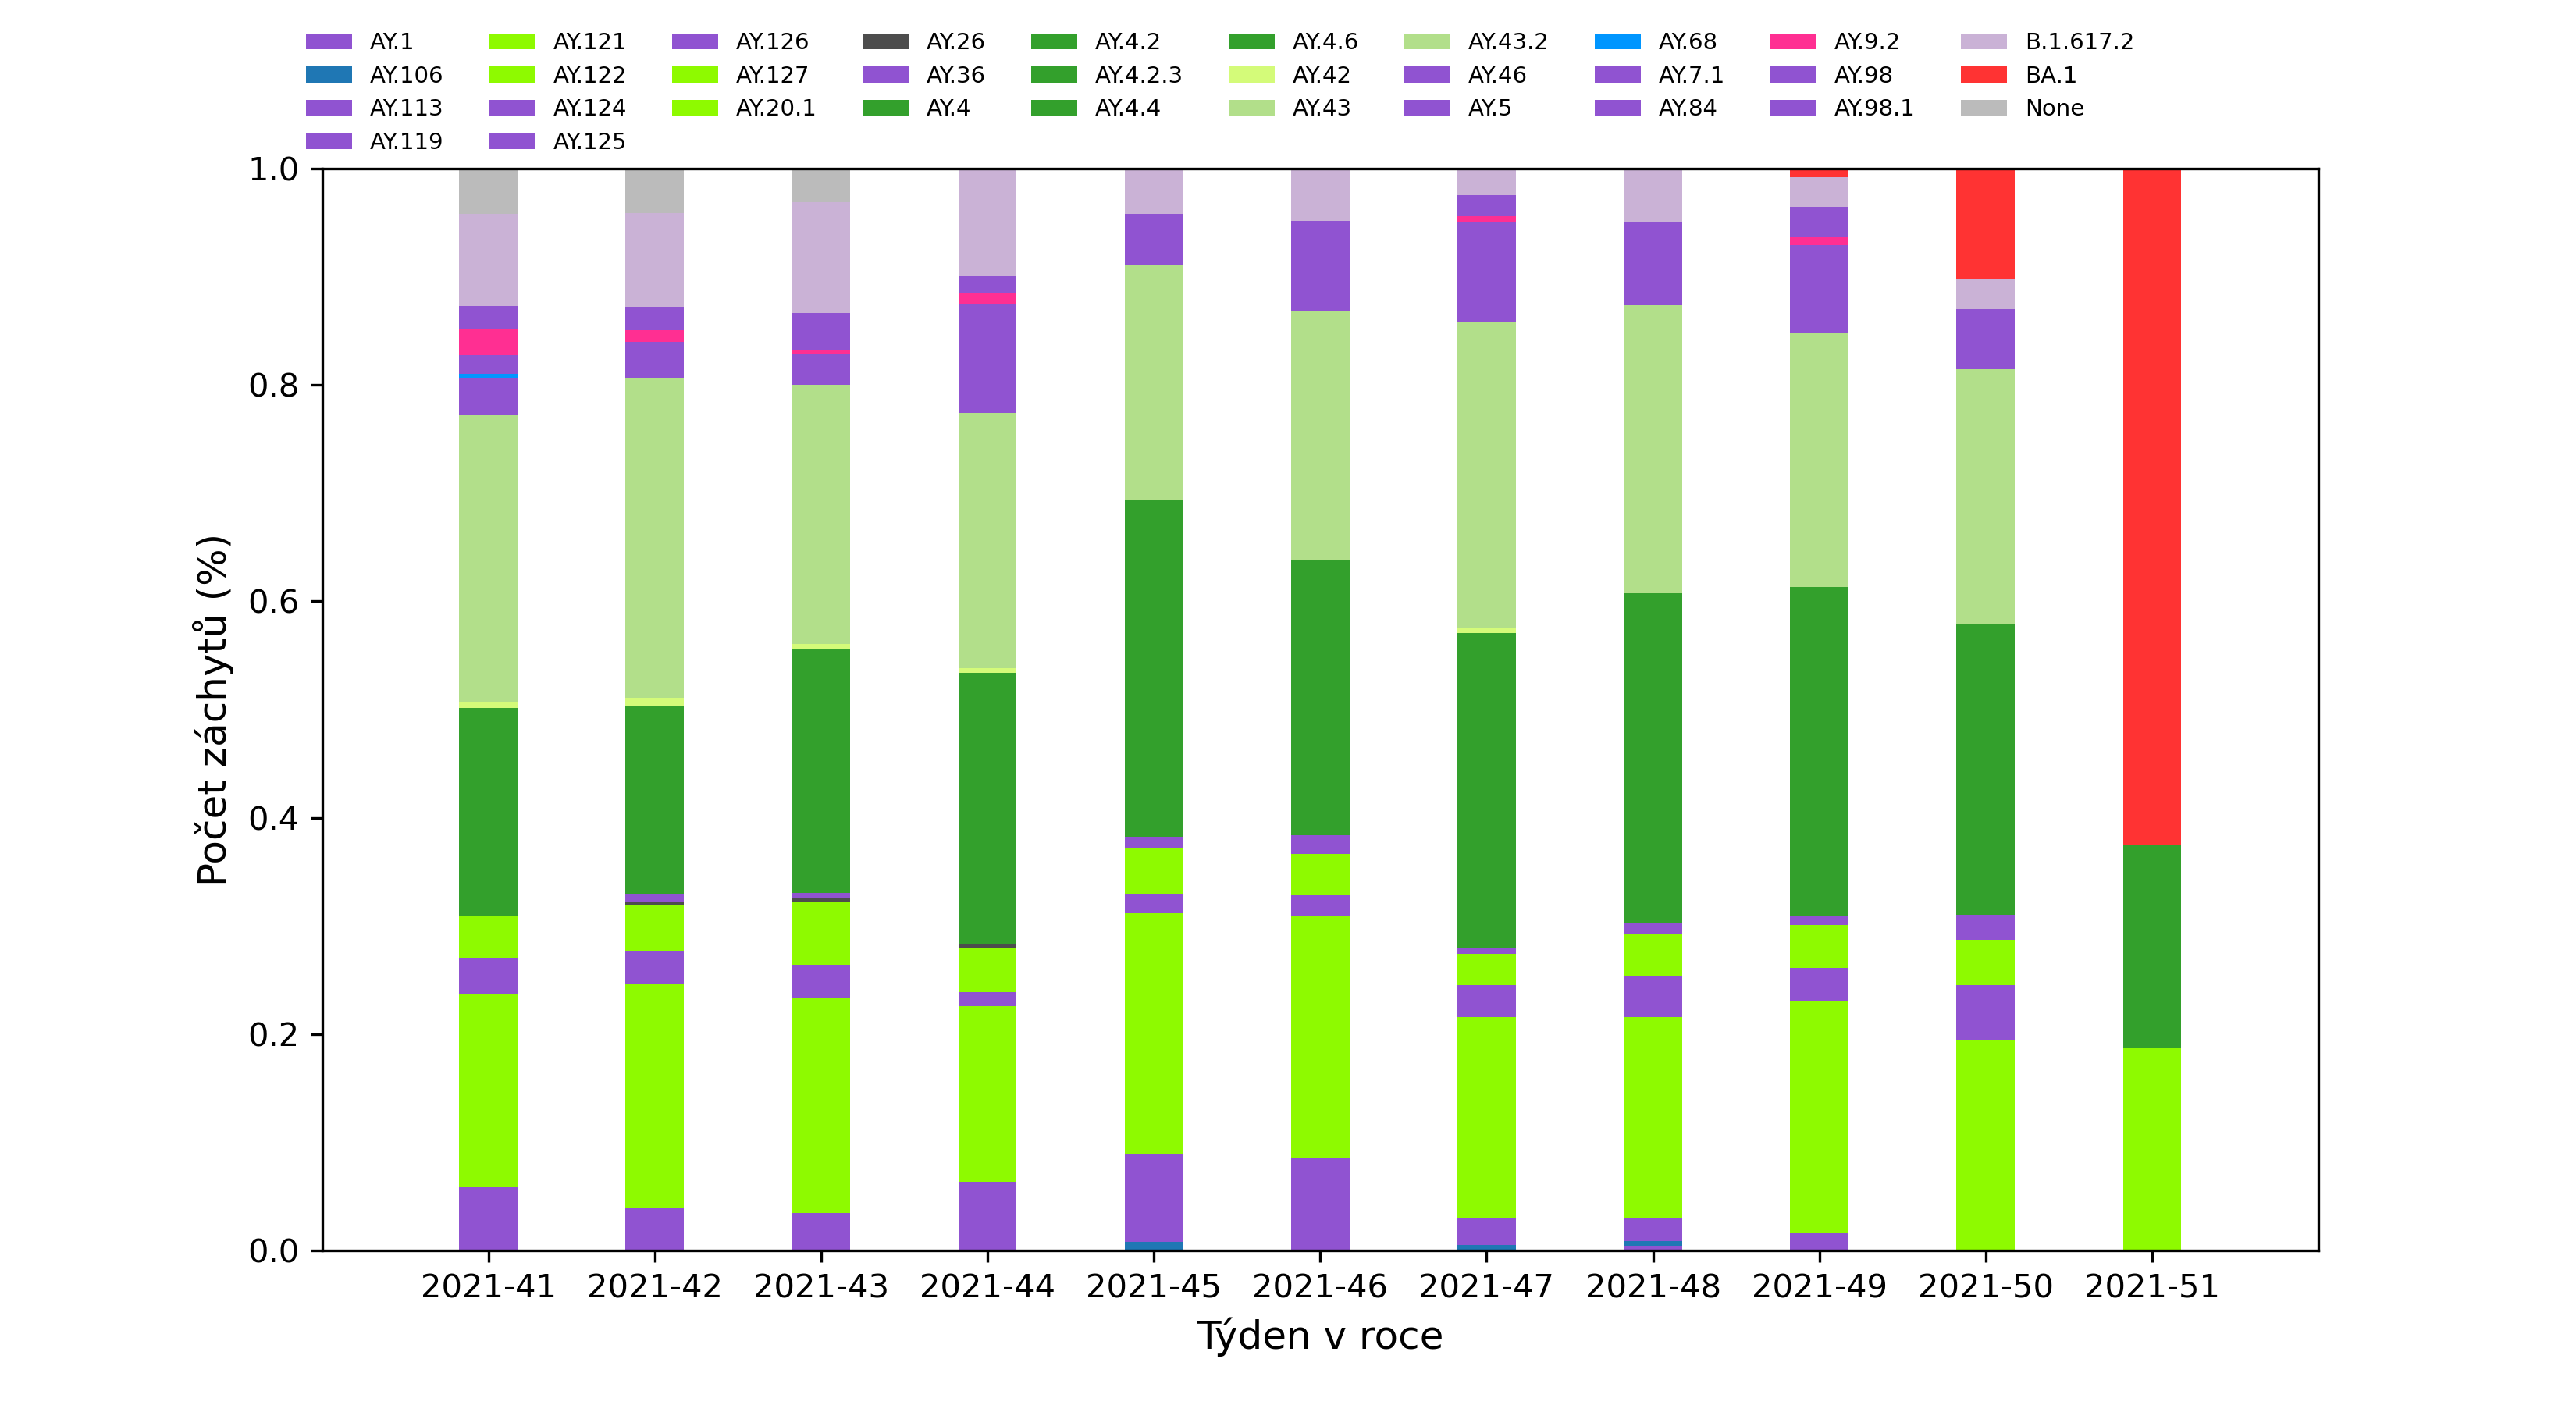 AY.1 AY.121 AY.126 AY.26 AY.4.2 AY.4.6 AY.43.2 AY.68 AY.9.2 B.1.617.2
AY.106 AY.122 AY.127 AY.36 AY.4.2.3 AY.42 AY.46 AY.7.1 AY.98 BA.1
AY.113 AY.124 AY.20.1 AY.4 AY.4.4 AY.43 AY.5 AY.84 AY.98.1 None
AY.119 AY.125
1.0
0.8
0.6
0.4
0.2
0.0
Počet záchytů (%)
2021-41 2021-42 2021-43 2021-44 2021-45 2021-46 2021-47 2021-48 2021-49 2021-50 2021-51
Týden v roce